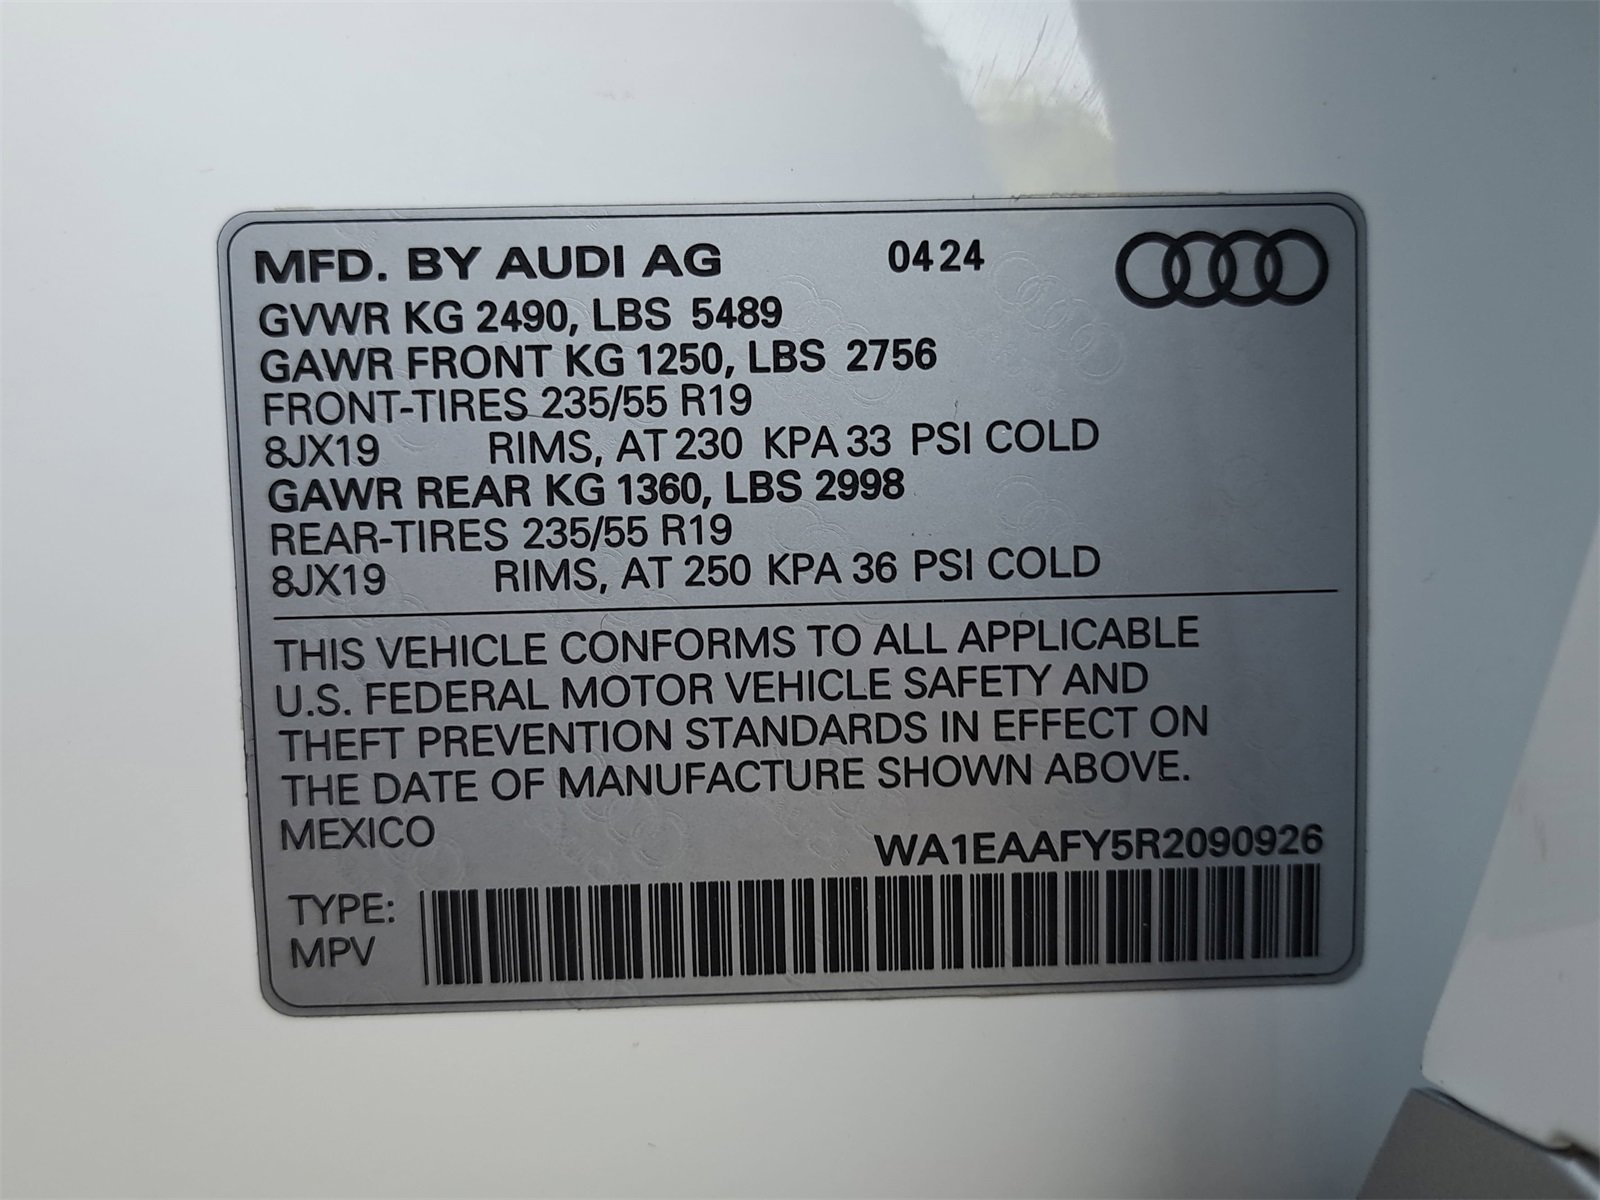 MFD. BY AUDI AG 0424
GVWR KG 2490, LBS 5489
GAWR FRONT KG 1250, LBS 2756
FRONT-TIRES 235/55 R19
8JX19 RIMS, AT 230 KPA 33 PSI COLD
GAWR REAR KG 1360, LBS 2998
REAR-TIRES 235/55 R19
8JX19 RIMS, AT 250 KPA 36 PSI COLD
THIS VEHICLE CONFORMS TO ALL APPLICABLE
U.S. FEDERAL MOTOR VEHICLE SAFETY AND
THEFT PREVENTION STANDARDS IN EFFECT ON
THE DATE OF MANUFACTURE SHOWN ABOVE.
MEXICO
WA1EAAFY5R2090926
TYPE:
MPV